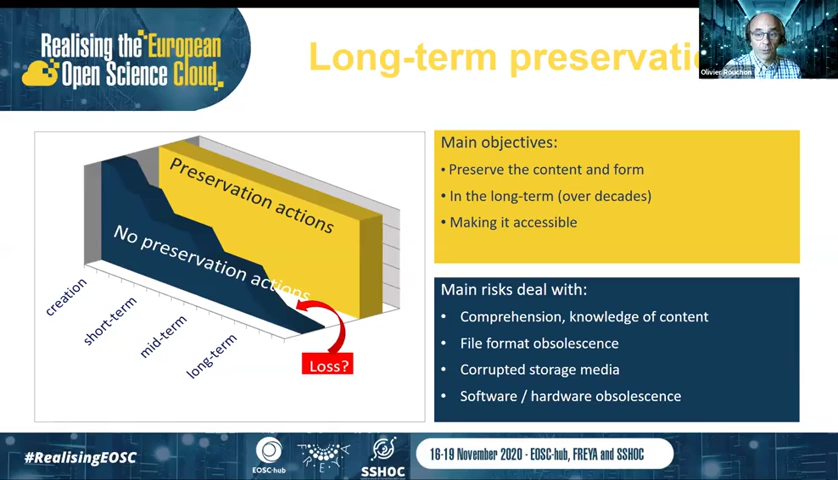 Realising the European
Open Science Cloud
Long-term preservati
Olivier Rouchon
Preservation actions
No preservation actions
creation
short-term
mid-term
long-term
Loss?
Main objectives:
• Preserve the content and form
• In the long-term (over decades)
• Making it accessible
Main risks deal with:
• Comprehension, knowledge of content
• File format obsolescence
• Corrupted storage media
• Software / hardware obsolescence
#RealisingEOSC
EOSC-hub
FREYA
SSHOC
16-19 November 2020 - EOSC-hub, FREYA and SSHOC